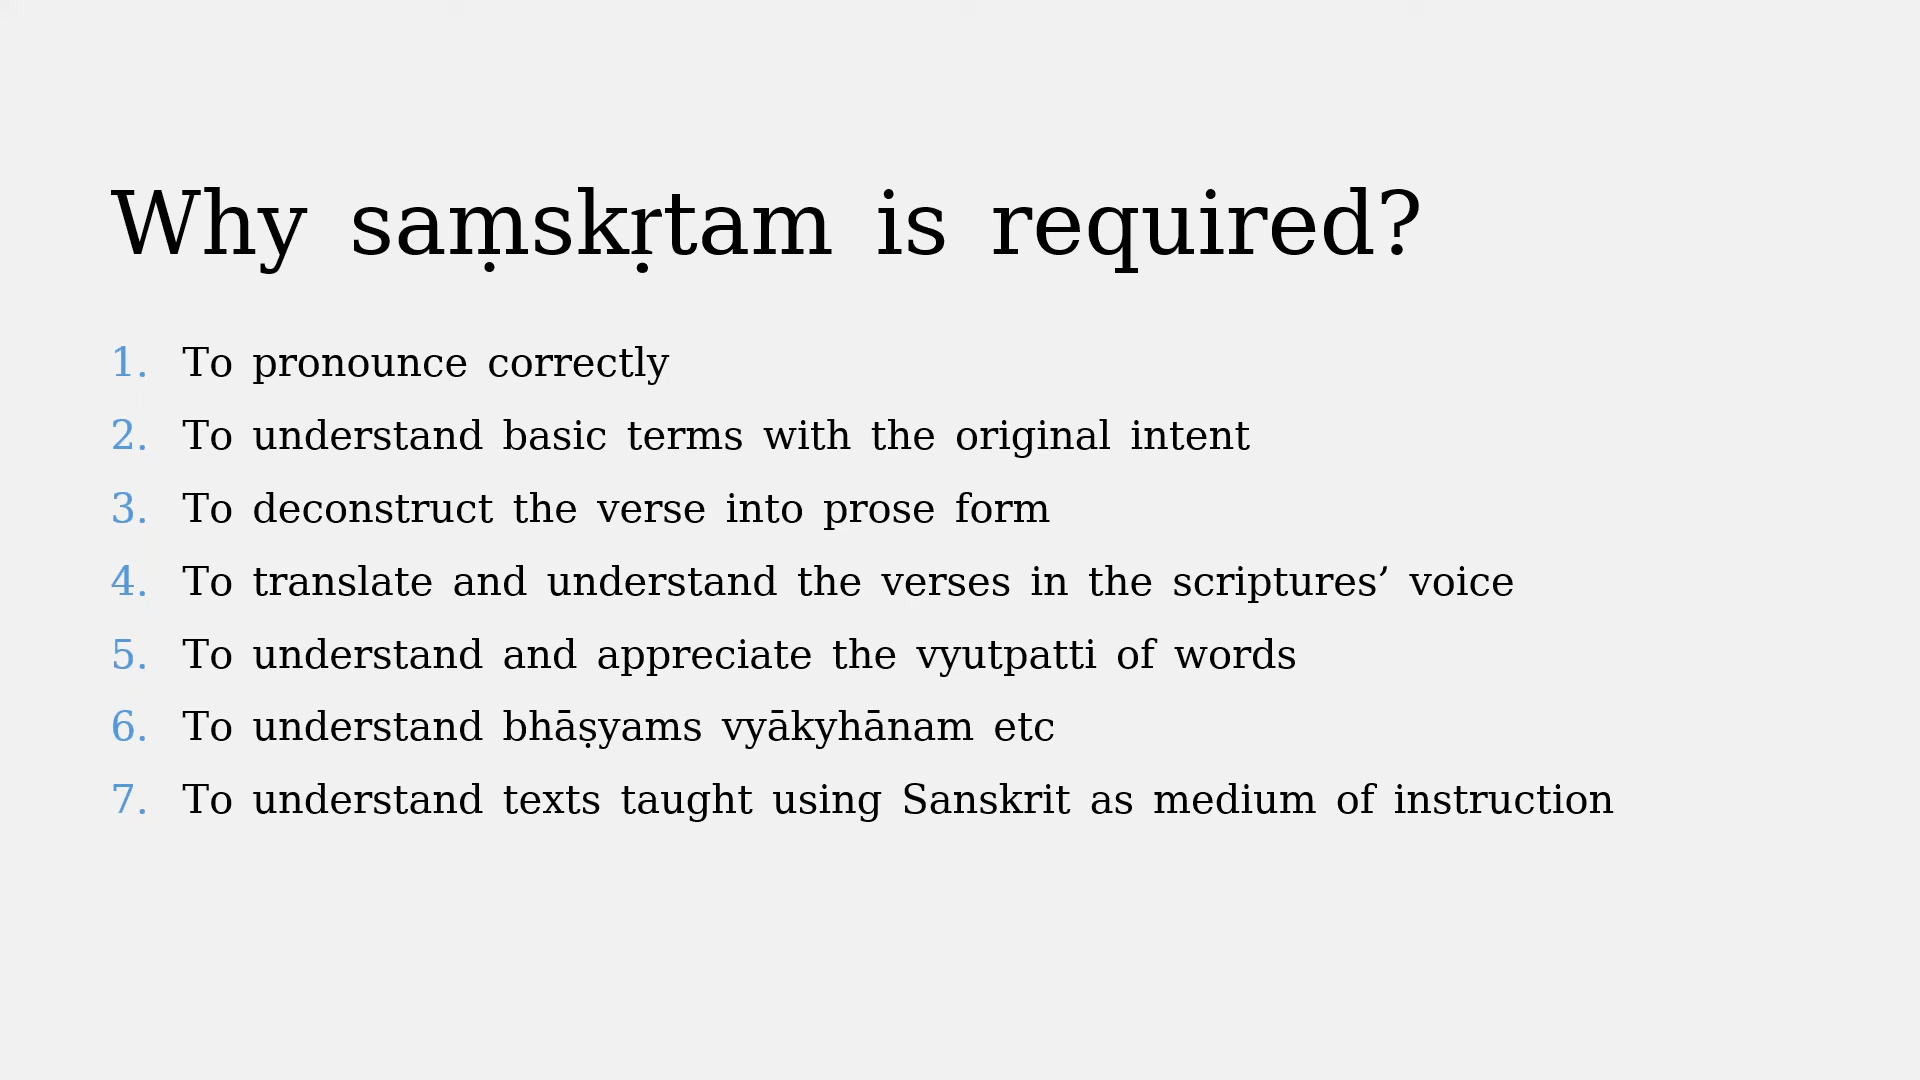 Why saṃskṛtam is required?
1. To pronounce correctly
2. To understand basic terms with the original intent
3. To deconstruct the verse into prose form
4. To translate and understand the verses in the scriptures’ voice
5. To understand and appreciate the vyutpatti of words
6. To understand bhāṣyams vyākyhānam etc
7. To understand texts taught using Sanskrit as medium of instruction